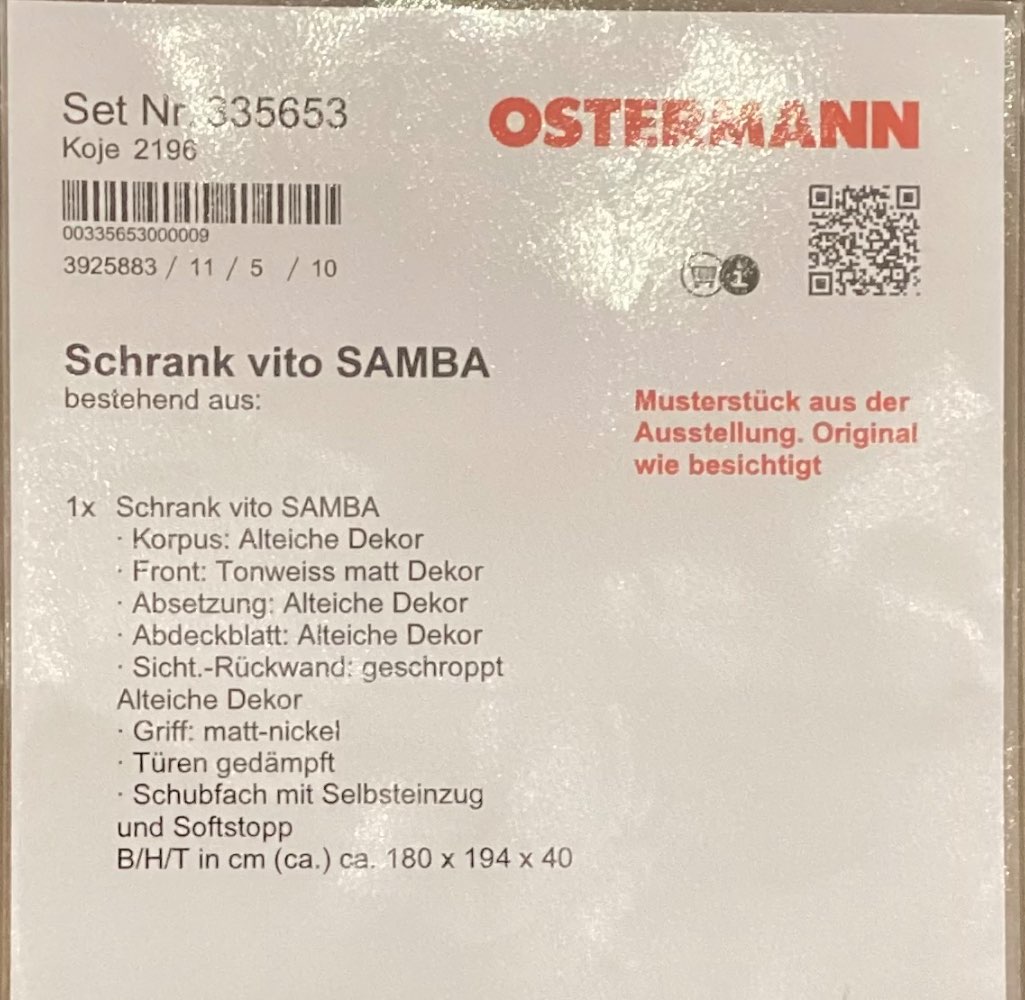 Set Nr. 335653
OSTERMANN
Koje 2196
00335653000009
3925883 / 11 / 5 / 10
Schrank vito SAMBA
bestehend aus:
Musterstück aus der
Ausstellung. Original
wie besichtigt
1x Schrank vito SAMBA
· Korpus: Alteiche Dekor
· Front: Tonweiss matt Dekor
· Absetzung: Alteiche Dekor
· Abdeckblatt: Alteiche Dekor
· Sicht.-Rückwand: geschroppt
Alteiche Dekor
· Griff: matt-nickel
· Türen gedämpft
· Schubfach mit Selbsteinzug
und Softstopp
B/H/T in cm (ca.) ca. 180 x 194 x 40